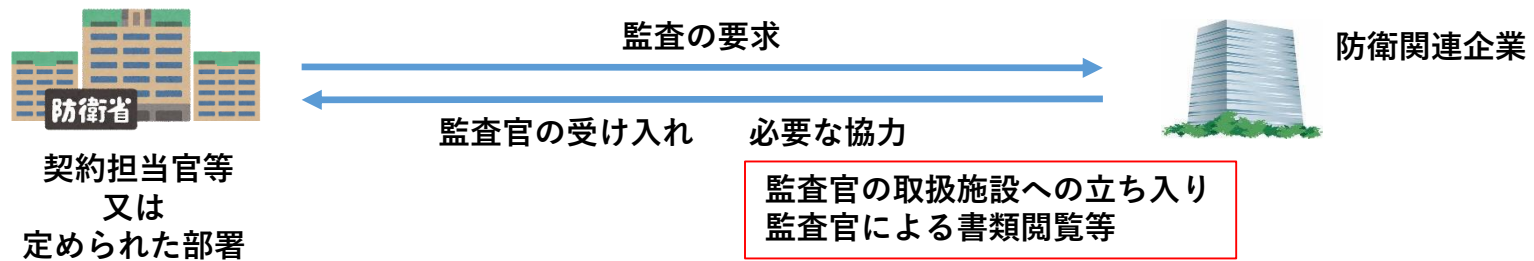 監査の要求
防衛関連企業
防衛省
監査官の受け入れ 必要な協力
契約担当官等
又は
定められた部署
監査官の取扱施設への立ち入り
監査官による書類閲覧等